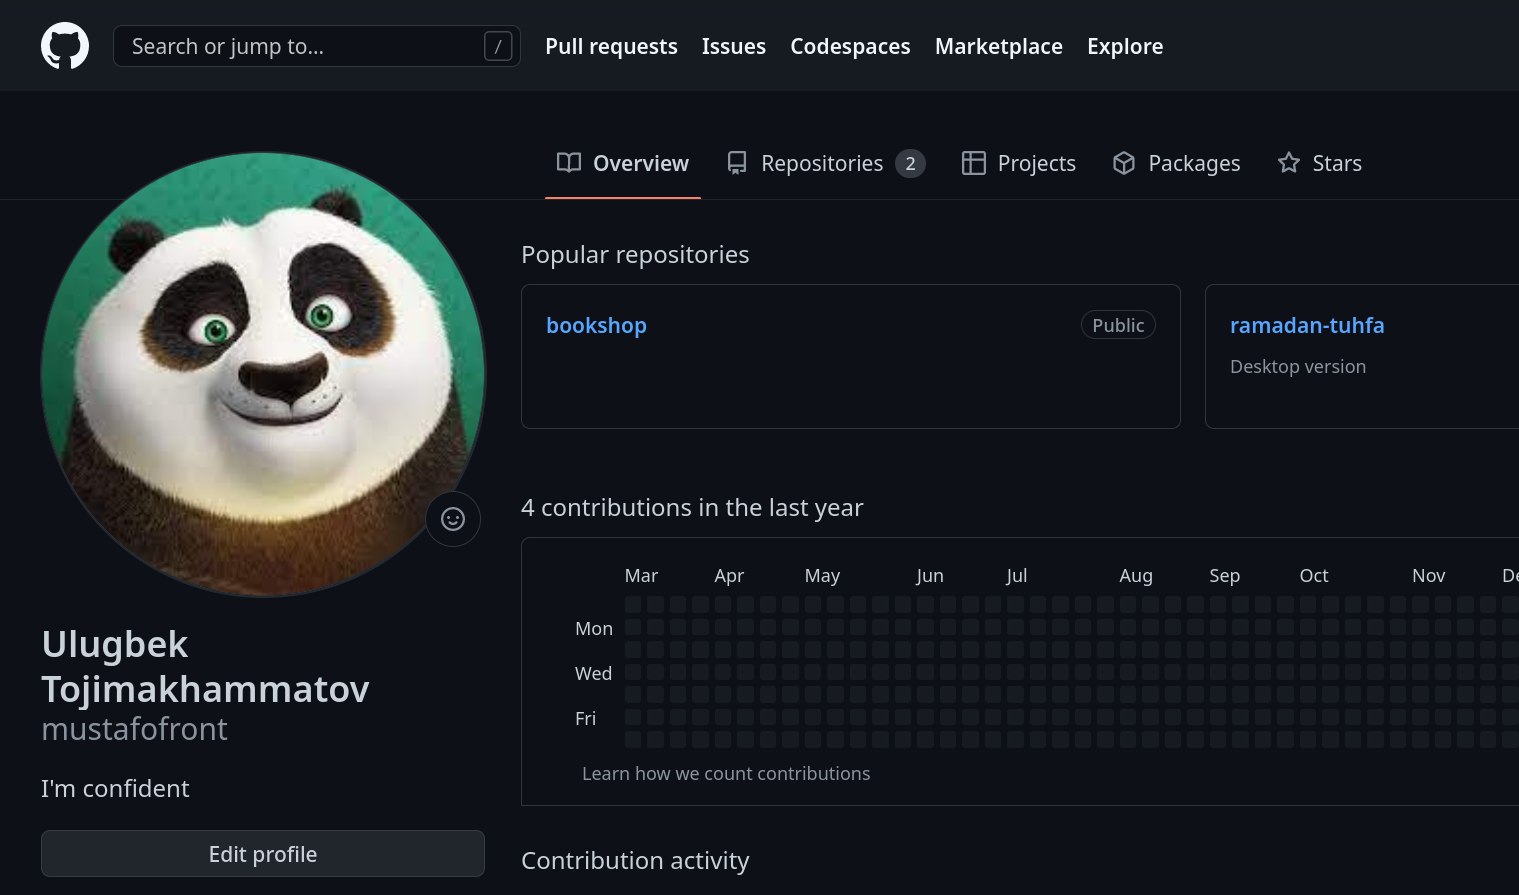 Search or jump to... /
Pull requests Issues Codespaces Marketplace Explore
Overview Repositories 2 Projects Packages Stars
Ulugbek
Tojimakhammatov
mustafofront
I'm confident
Edit profile
Popular repositories
bookshop Public
ramadan-tuhfa
Desktop version
4 contributions in the last year
Mar Apr May Jun Jul Aug Sep Oct Nov
Mon
Wed
Fri
Learn how we count contributions
Contribution activity